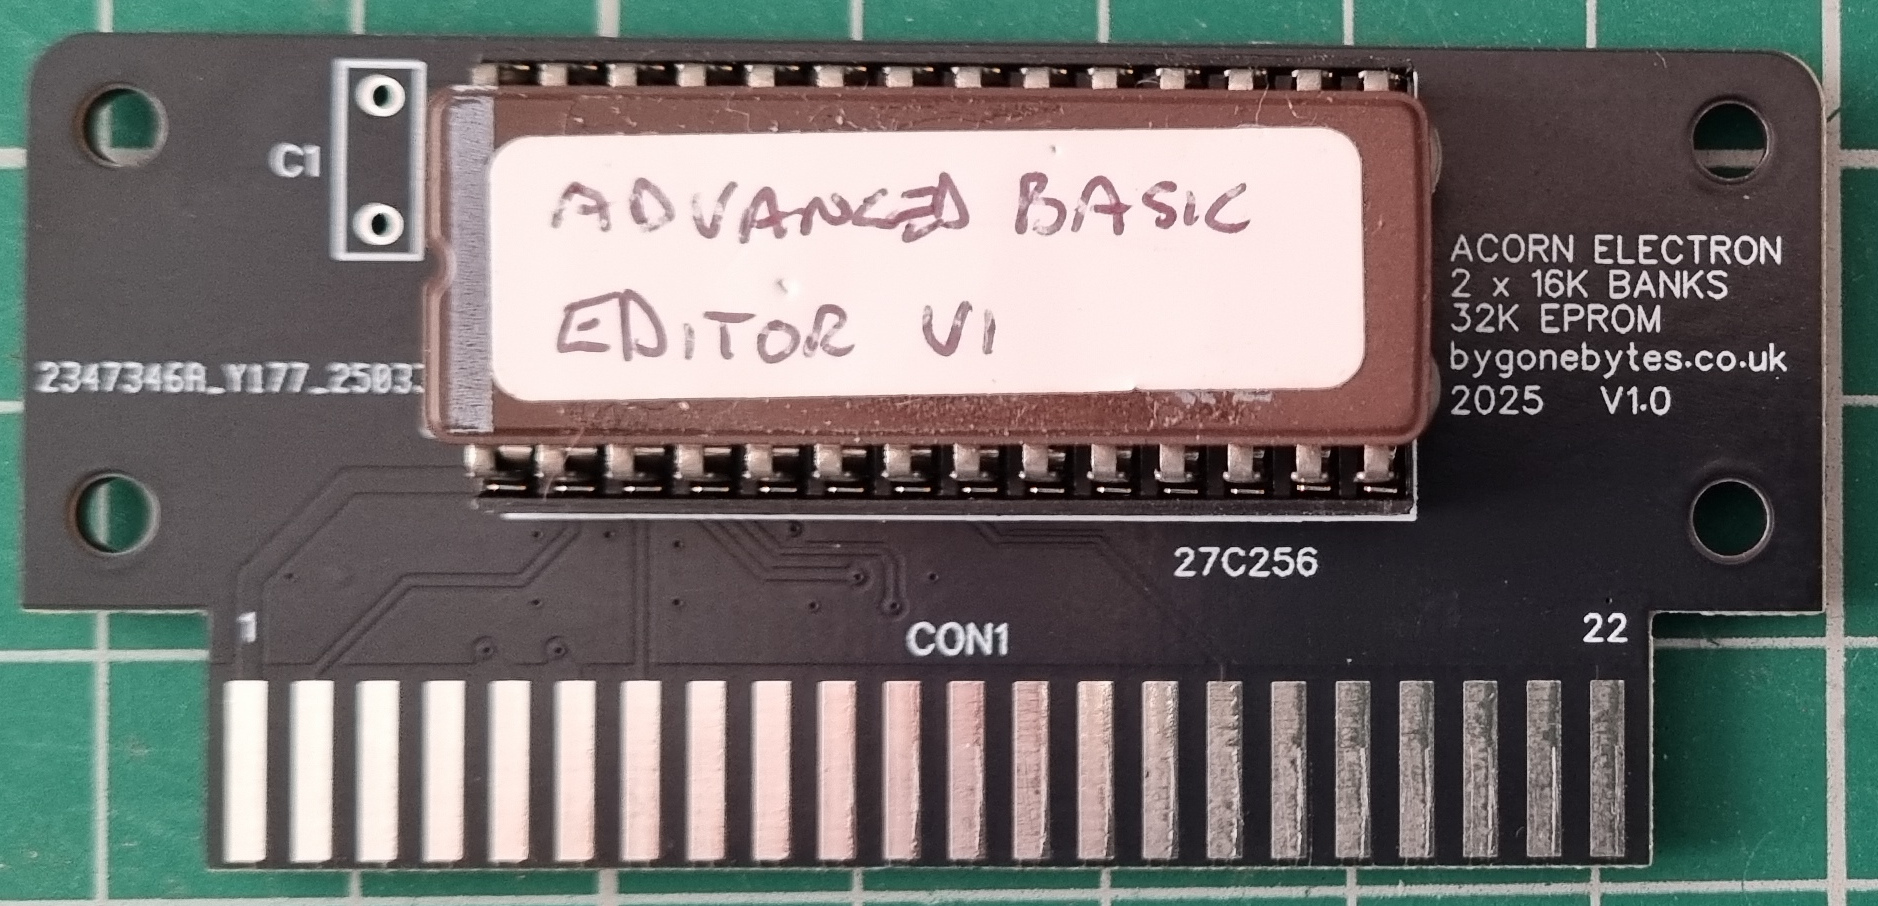 C1
ADVANCED BASIC
EDITOR V1
ACORN ELECTRON
2 x 16K BANKS
32K EPROM
bygonebytes.co.uk
2025 V1.0
2347346A_Y177_2503
27C256
1
CON1
22